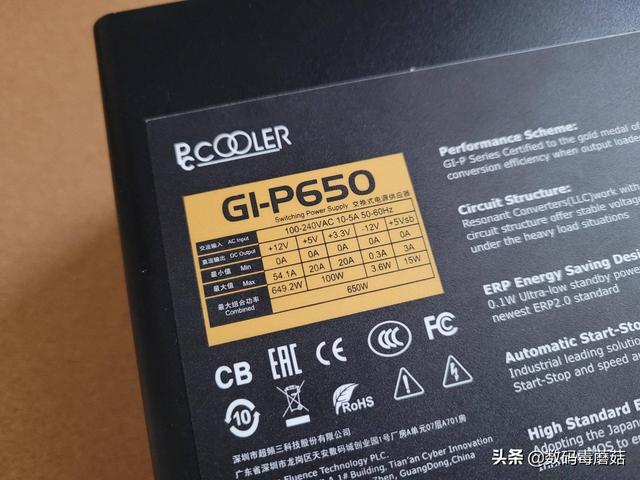 PCCOOLER
GI-P650
Switching Power Supply 交换式电源供应器
交流输入 AC Input 100-240VAC 10-5A 50-60Hz
直流输出 DC Output +12V +5V +3.3V -12V +5Vsb
最小值 Min 0A 0A 0A 0A 0A
最大值 Max 54.1A 20A 20A 0.3A 3A
最大组合功率 Combined 649.2W 100W 3.6W 15W
650W
CB EAC CE CCC FC
10 RoHS
深圳市超频三科技股份有限公司
广东省深圳市龙岗区天安数码城创业园1号厂房A单元07层A701房
Fluence Technology PLC.
A 1# Building, Tian'an Cyber Innovation
Zhen, GuangDong, China
Performance Scheme:
GI-P Series Certified to the gold medal of
conversion efficiency when output loaded
Circuit Structure:
Resonant Converters(LLC)work with
circuit structure offer stable voltage
under the heavy load situations
ERP Energy Saving Desi
0.1W Ultra-low standby power
newest ERP2.0 standard
Automatic Start-Sto
Industrial leading solution
Start-Stop and speed a
High Standard E
Adopting the Japane
MOS to en
头条 @数码毒蘑菇